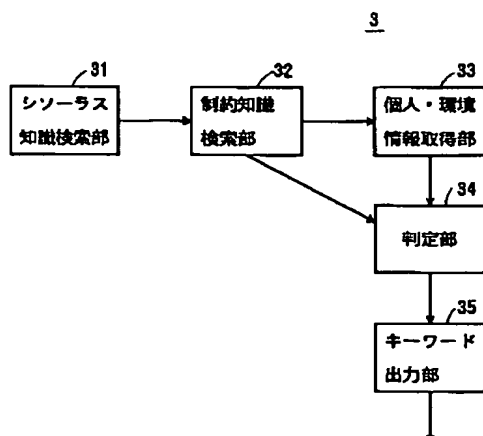 3
31
シソーラス
知識検索部
32
制約知識
検索部
33
個人・環境
情報取得部
34
判定部
35
キーワード
出力部